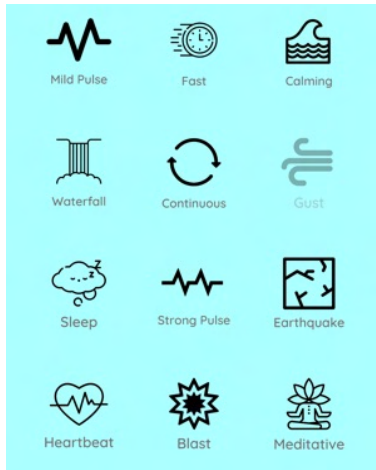 Mild Pulse
Fast
Calming
Waterfall
Continuous
Gust
z z z
Sleep
Strong Pulse
Earthquake
Heartbeat
Blast
Meditative